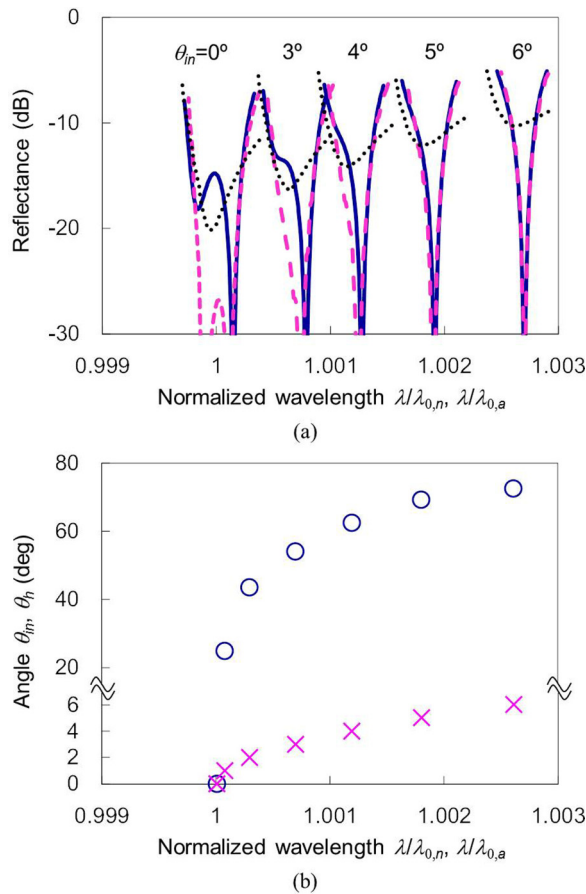 0
θin=0º 3º 4º 5º 6º
-10
-20
-30
Reflectance (dB)
0.999 1 1.001 1.002 1.003
Normalized wavelength λ/λ0,n, λ/λ0,a
(a)
80
60
40
20
6
4
2
0
Angle θin, θh (deg)
0.999 1 1.001 1.002 1.003
Normalized wavelength λ/λ0,n, λ/λ0,a
(b)